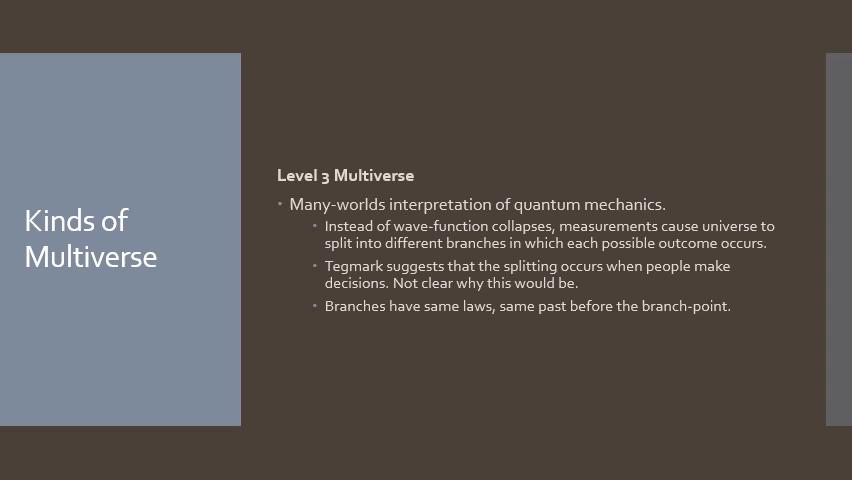 Kinds of
Multiverse
Level 3 Multiverse
• Many-worlds interpretation of quantum mechanics.
• Instead of wave-function collapses, measurements cause universe to
split into different branches in which each possible outcome occurs.
• Tegmark suggests that the splitting occurs when people make
decisions. Not clear why this would be.
• Branches have same laws, same past before the branch-point.